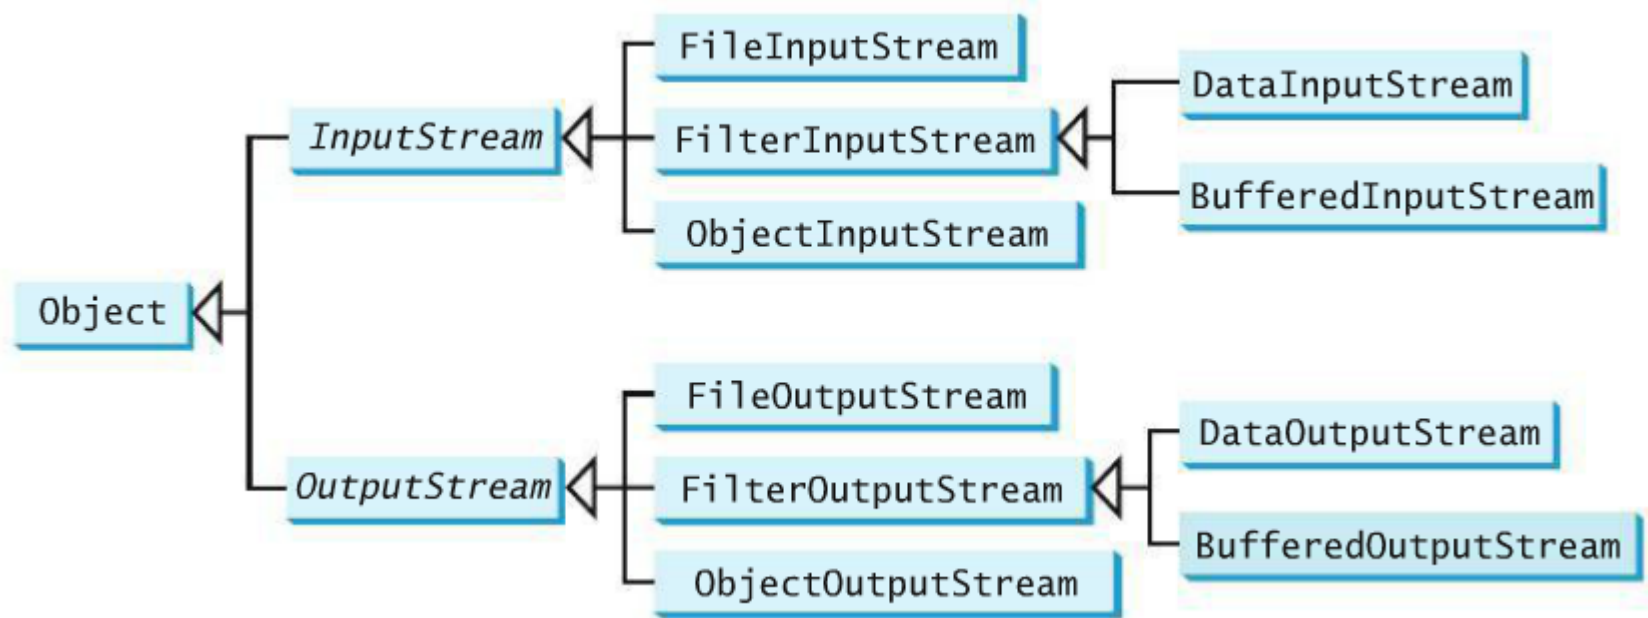 Object
InputStream
FileInputStream
FilterInputStream
ObjectInputStream
DataInputStream
BufferedInputStream
OutputStream
FileOutputStream
FilterOutputStream
ObjectOutputStream
DataOutputStream
BufferedOutputStream